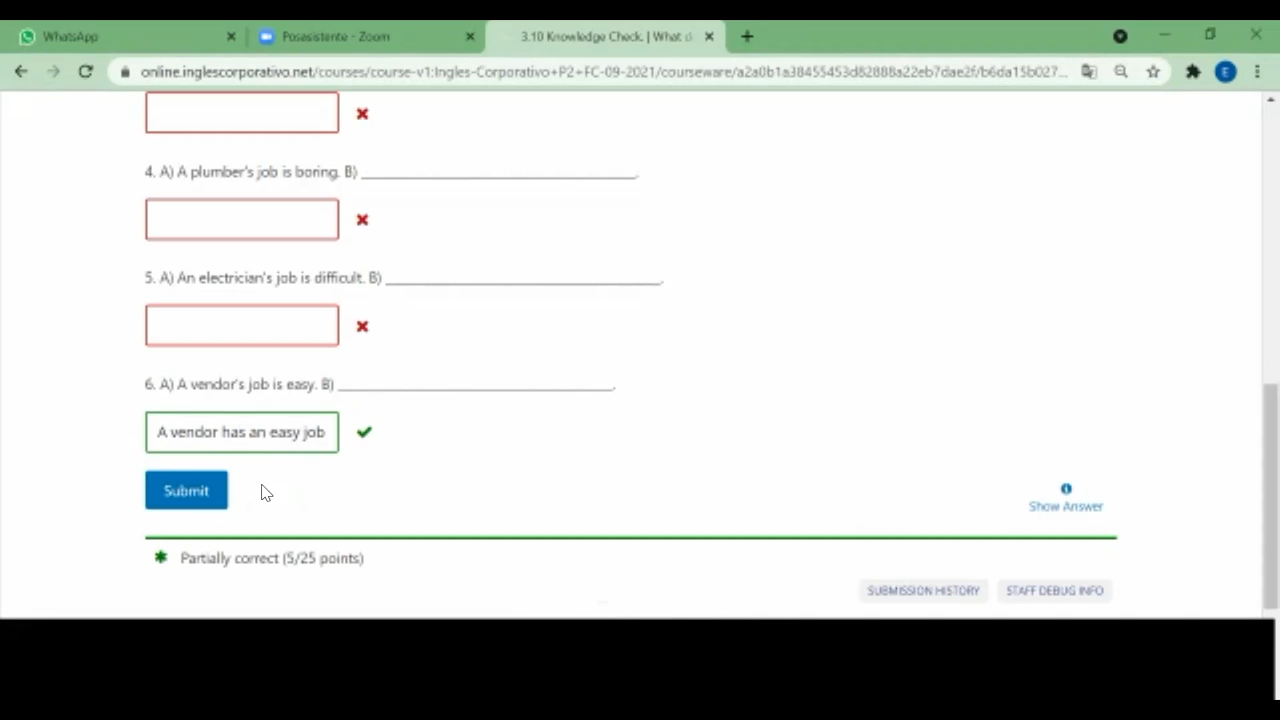 WhatsApp
Posasistente - Zoom
3.10 Knowledge Check. | What d
online.inglescorporativo.net/courses/course-v1:Ingles-Corporativo+P2+FC-09-2021/courseware/a2a0b1a38455453d82888a22eb7dae2f/b6da15b027...
E
4. A) A plumber's job is boring. B) ________________________________.
5. A) An electrician's job is difficult. B) ________________________________.
6. A) A vendor's job is easy. B) ________________________________.
A vendor has an easy job
Submit
Show Answer
Partially correct (5/25 points)
SUBMISSION HISTORY
STAFF DEBUG INFO